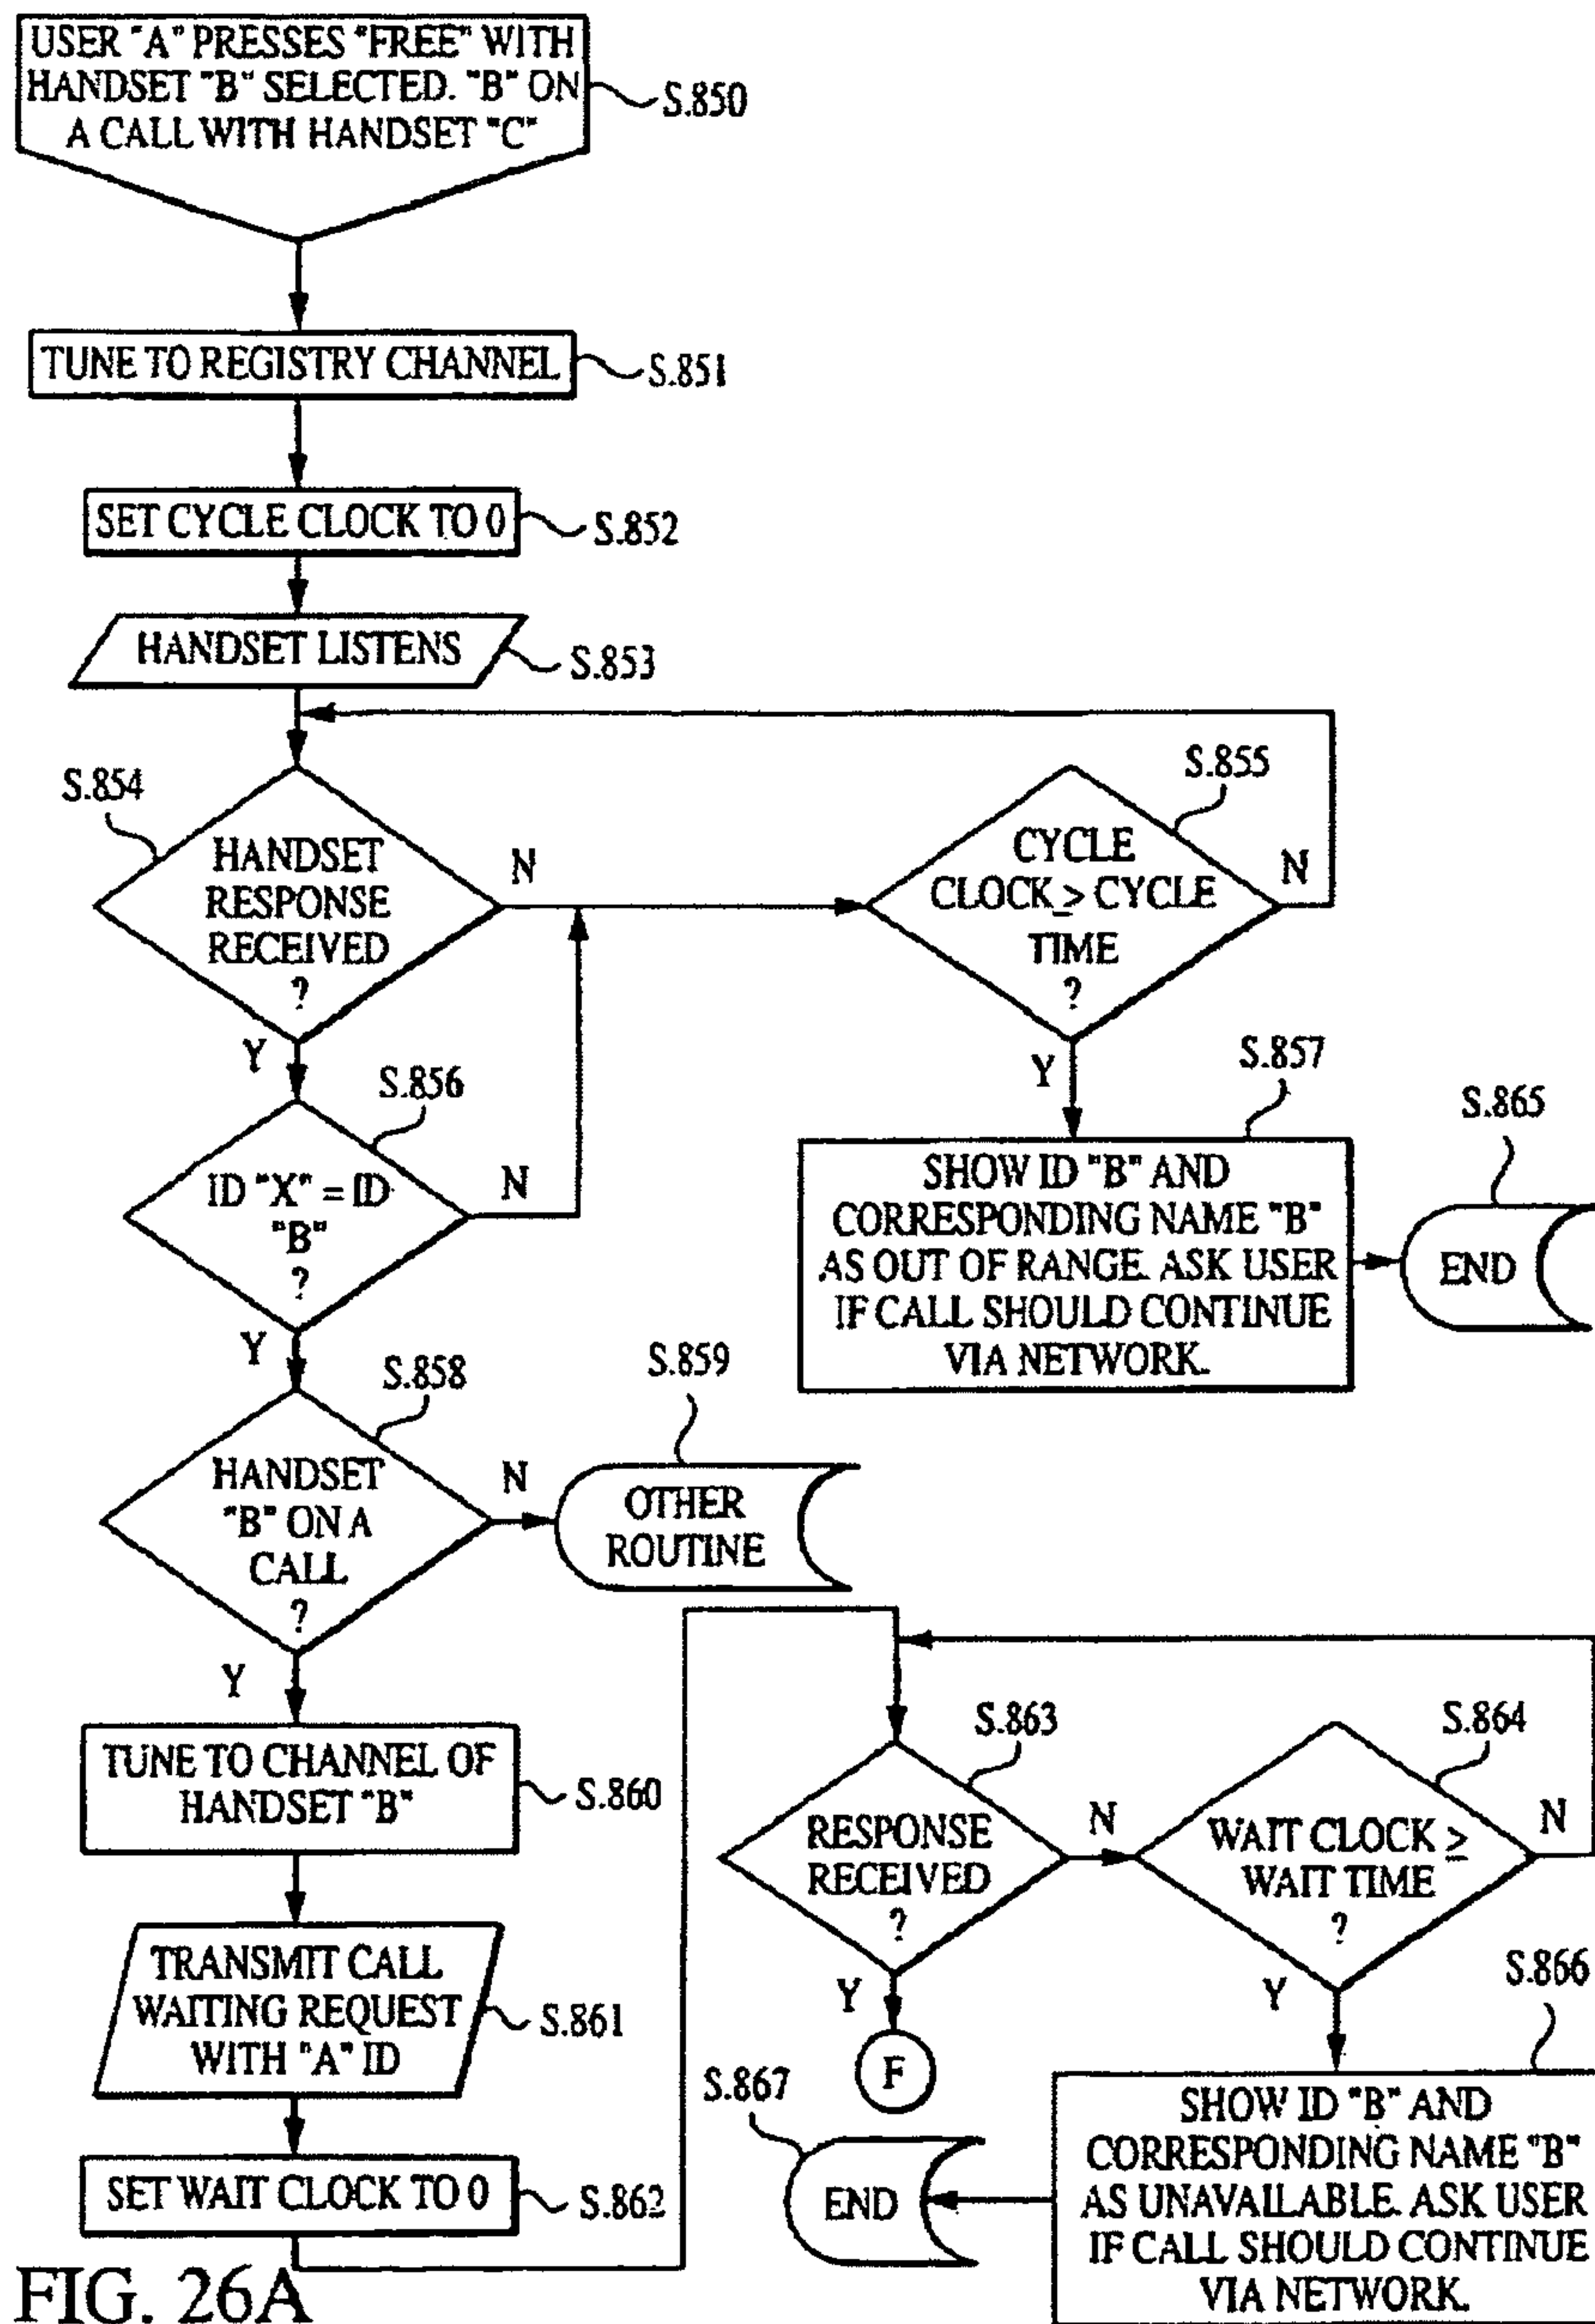 USER "A" PRESSES "FREE" WITH
HANDSET "B" SELECTED. "B" ON
A CALL WITH HANDSET "C"
S.850
TUNE TO REGISTRY CHANNEL
S.851
SET CYCLE CLOCK TO 0
S.852
HANDSET LISTENS
S.853
S.854
HANDSET
RESPONSE
RECEIVED
?
N
Y
S.855
CYCLE
CLOCK ≥ CYCLE
TIME
?
N
Y
S.856
ID "X" = ID
"B"
?
N
Y
S.857
SHOW ID "B" AND
CORRESPONDING NAME "B"
AS OUT OF RANGE. ASK USER
IF CALL SHOULD CONTINUE
VIA NETWORK.
S.865
END
S.858
HANDSET
"B" ON A
CALL
?
N
Y
S.859
OTHER
ROUTINE
TUNE TO CHANNEL OF
HANDSET "B"
S.860
TRANSMIT CALL
WAITING REQUEST
WITH "A" ID
S.861
SET WAIT CLOCK TO 0
S.862
S.863
RESPONSE
RECEIVED
?
N
Y
F
S.864
WAIT CLOCK ≥
WAIT TIME
?
N
Y
S.866
SHOW ID "B" AND
CORRESPONDING NAME "B"
AS UNAVAILABLE. ASK USER
IF CALL SHOULD CONTINUE
VIA NETWORK.
S.867
END
FIG. 26A